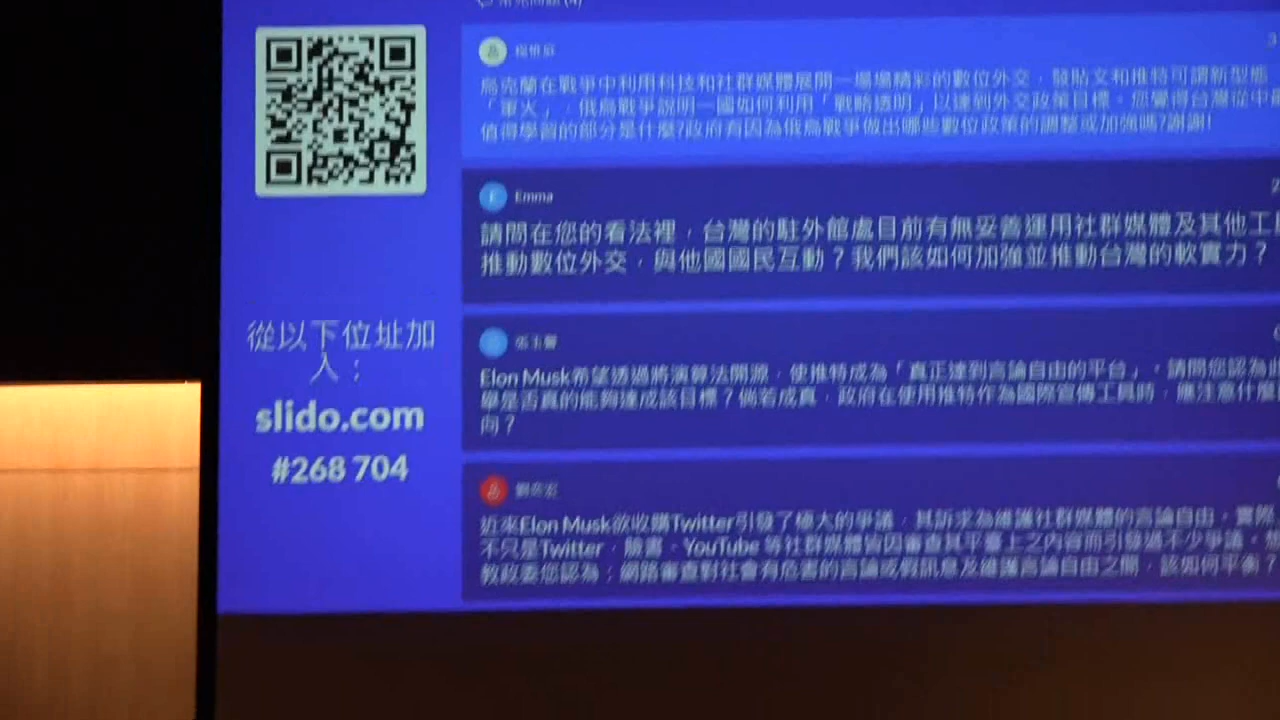 從以下位址加
入：
slido.com
#268 704
烏克蘭在戰爭中利用科技和社群媒體展開一場場精彩的數位外交，發貼文和推特可謂新型態
「軍火」，俄烏戰爭說明一國如何利用「戰略透明」以達到外交政策目標。您覺得台灣從中最
值得學習的部分是什麼?政府有因為俄烏戰爭做出哪些數位政策的調整或加強嗎?謝謝!
Emma
請問在您的看法裡，台灣的駐外館處目前有無妥善運用社群媒體及其他工具
推動數位外交，與他國國民互動？我們該如何加強並推動台灣的軟實力？
Elon Musk希望透過將演算法開源，使推特成為「真正達到言論自由的平台」，請問您認為此
舉是否真的能夠達成該目標？倘若成真，政府在使用推特作為國際宣傳工具時，應注意什麼
向？
近來Elon Musk欲收購Twitter引發了極大的爭議，其訴求為維護社群媒體的言論自由。實際
不只是Twitter，臉書、YouTube 等社群媒體皆因審查其平臺上之內容而引發過不少爭議。想
教政委您認為：網路審查對社會有危害的言論或假訊息及維護言論自由之間，該如何平衡？